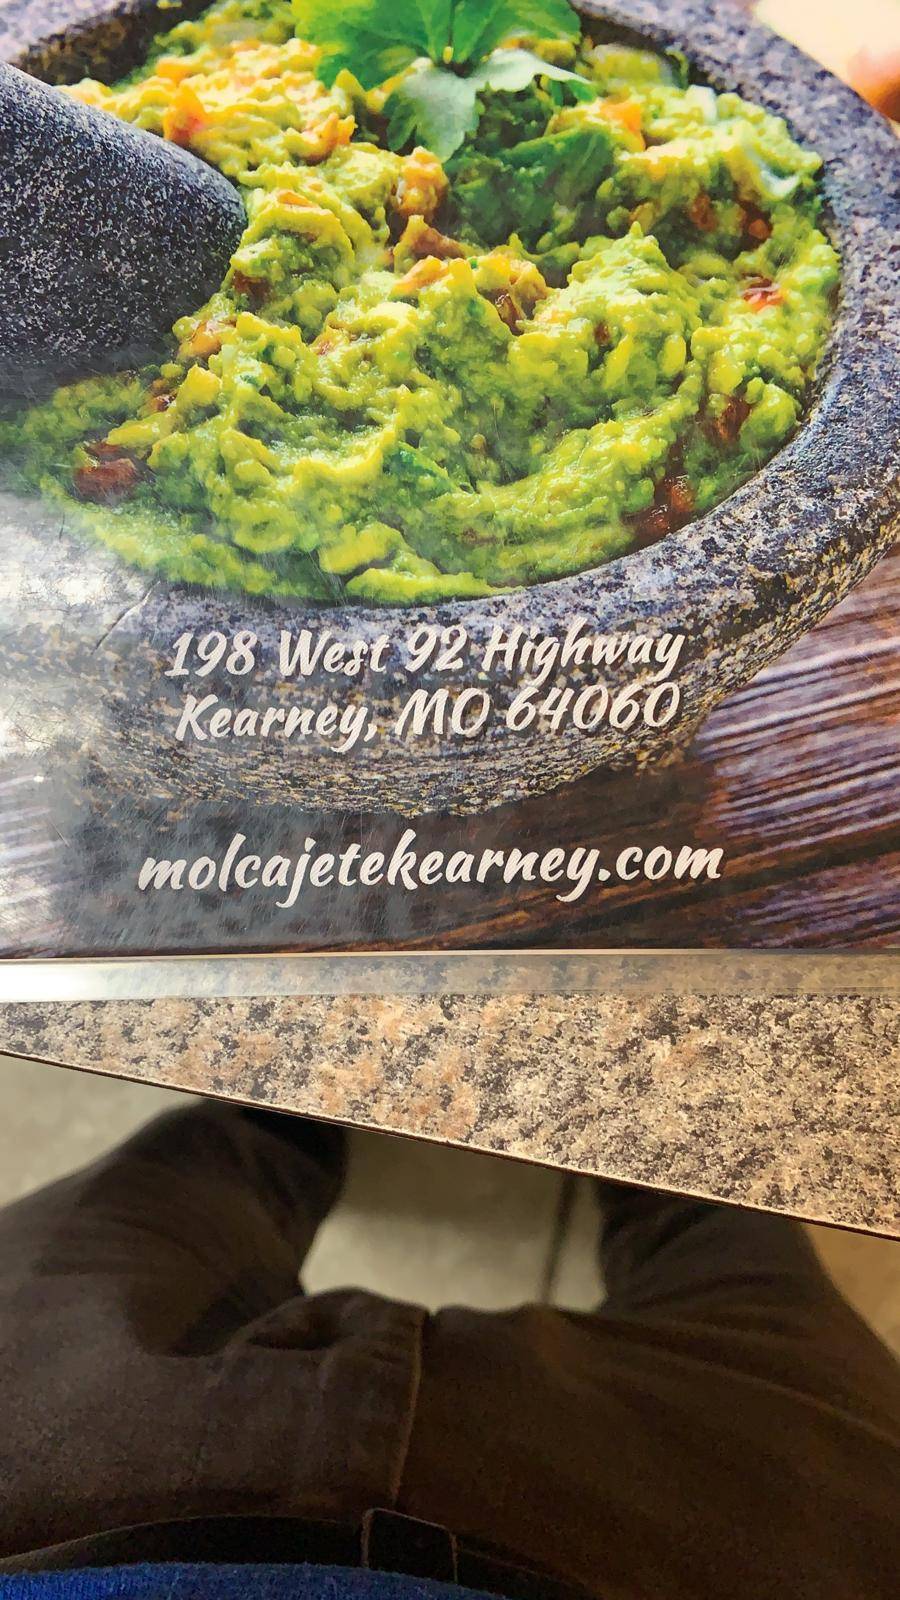 198 West 92 Highway
Kearney, MO 64060
molcajetekearney.com